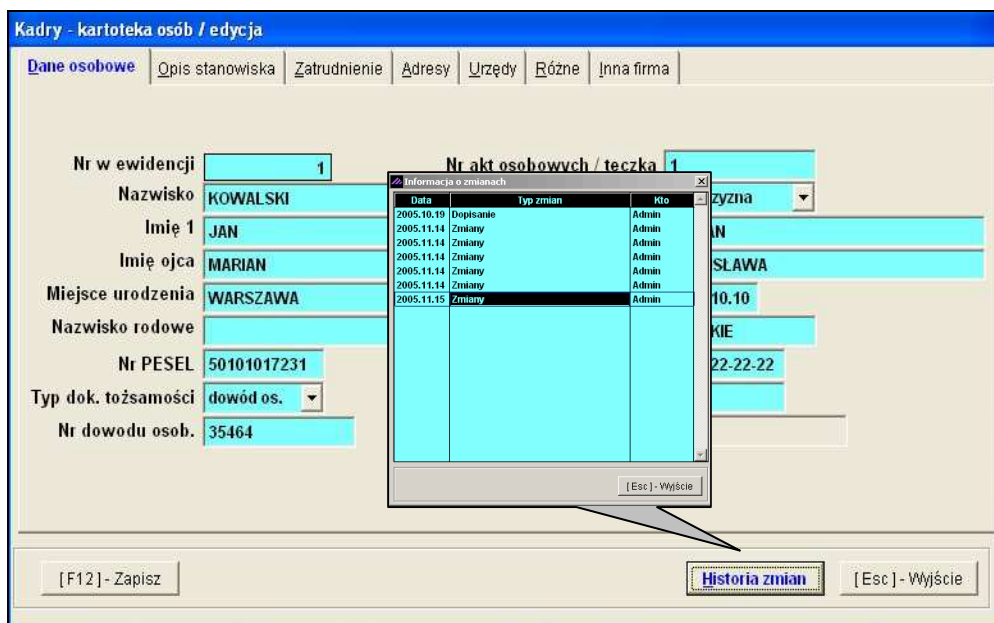 Kadry - kartoteka osób / edycja
Dane osobowe Opis stanowiska Zatrudnienie Adresy Urzędy Różne Inna firma
Nr w ewidencji 1 Nr akt osobowych / teczka 1
Nazwisko KOWALSKI zyzna
Imię 1 JAN AN
Imię ojca MARIAN SŁAWA
Miejsce urodzenia WARSZAWA 10.10
Nazwisko rodowe KIE
Nr PESEL 50101017231 22-22-22
Typ dok. tożsamości dowód os.
Nr dowodu osob. 35464
Informacja o zmianach
Data Typ zmian Kto
2005.10.19 Dopisanie Admin
2005.11.14 Zmiany Admin
2005.11.14 Zmiany Admin
2005.11.14 Zmiany Admin
2005.11.14 Zmiany Admin
2005.11.14 Zmiany Admin
2005.11.15 Zmiany Admin
[Esc] - Wyjście
[F12] - Zapisz Historia zmian [Esc] - Wyjście